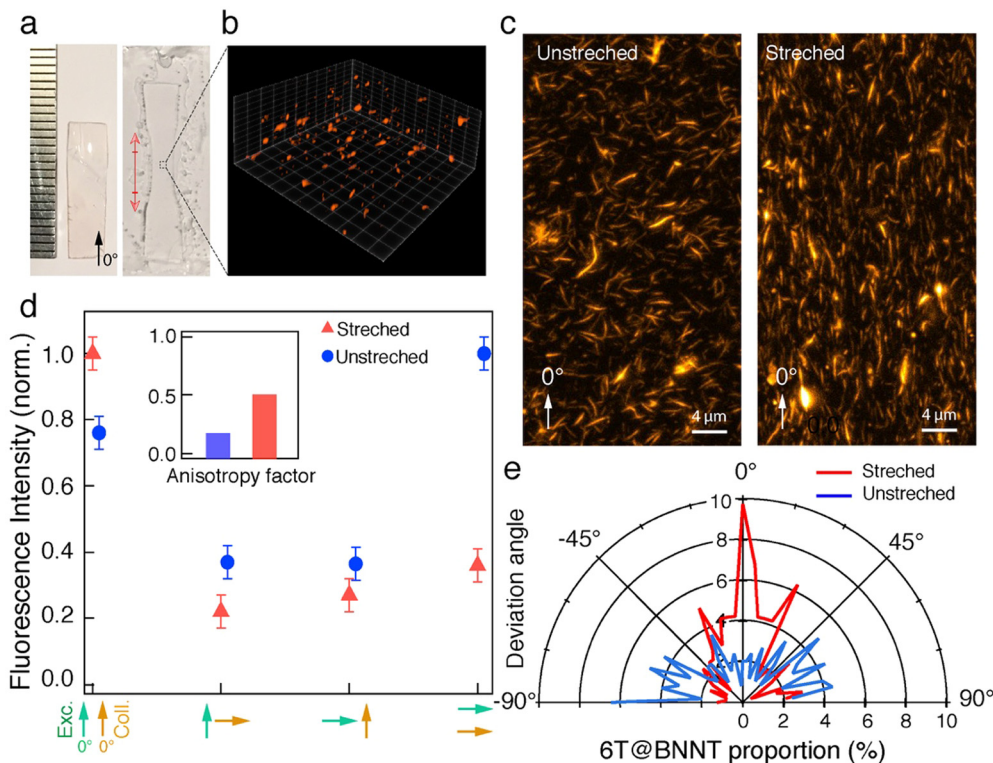 a
b
c
0°
Unstreched
Streched
0°
4 µm
0°
4 µm
d
Fluorescence Intensity (norm.)
1.0
0.8
0.6
0.4
0.2
0.0
1.0
0.5
0.0
Anisotropy factor
Streched
Unstreched
Exc.
0°
0°
Coll.
e
Streched
Unstreched
Deviation angle
0°
-45°
45°
-90°
90°
10
8
6
4
2
0
2
4
6
8
10
6T@BNNT proportion (%)